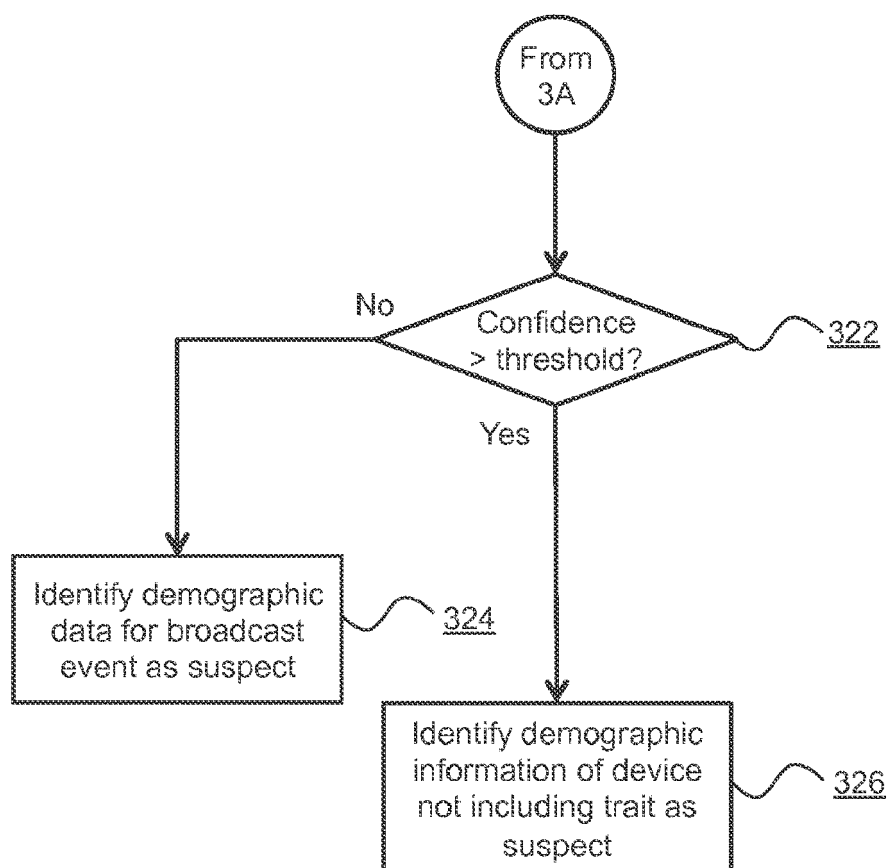 From
3A
No
Confidence
> threshold?
322
Yes
Identify demographic
data for broadcast
event as suspect
324
Identify demographic
information of device
not including trait as
suspect
326